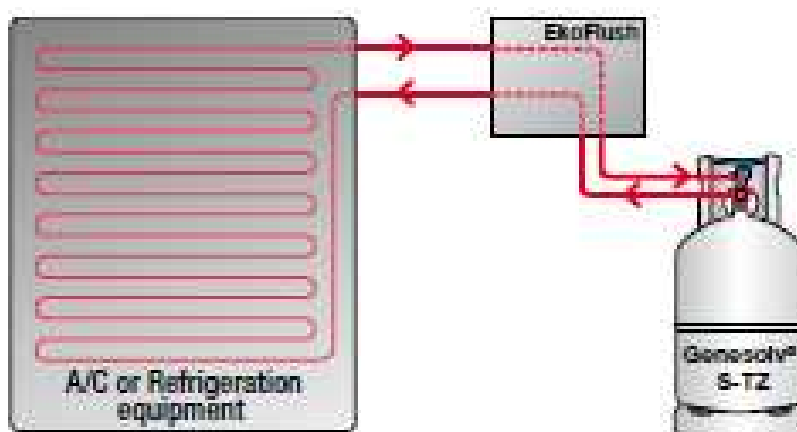 EkoFlush
Genesolv®
S-TZ
A/C or Refrigeration
equipment